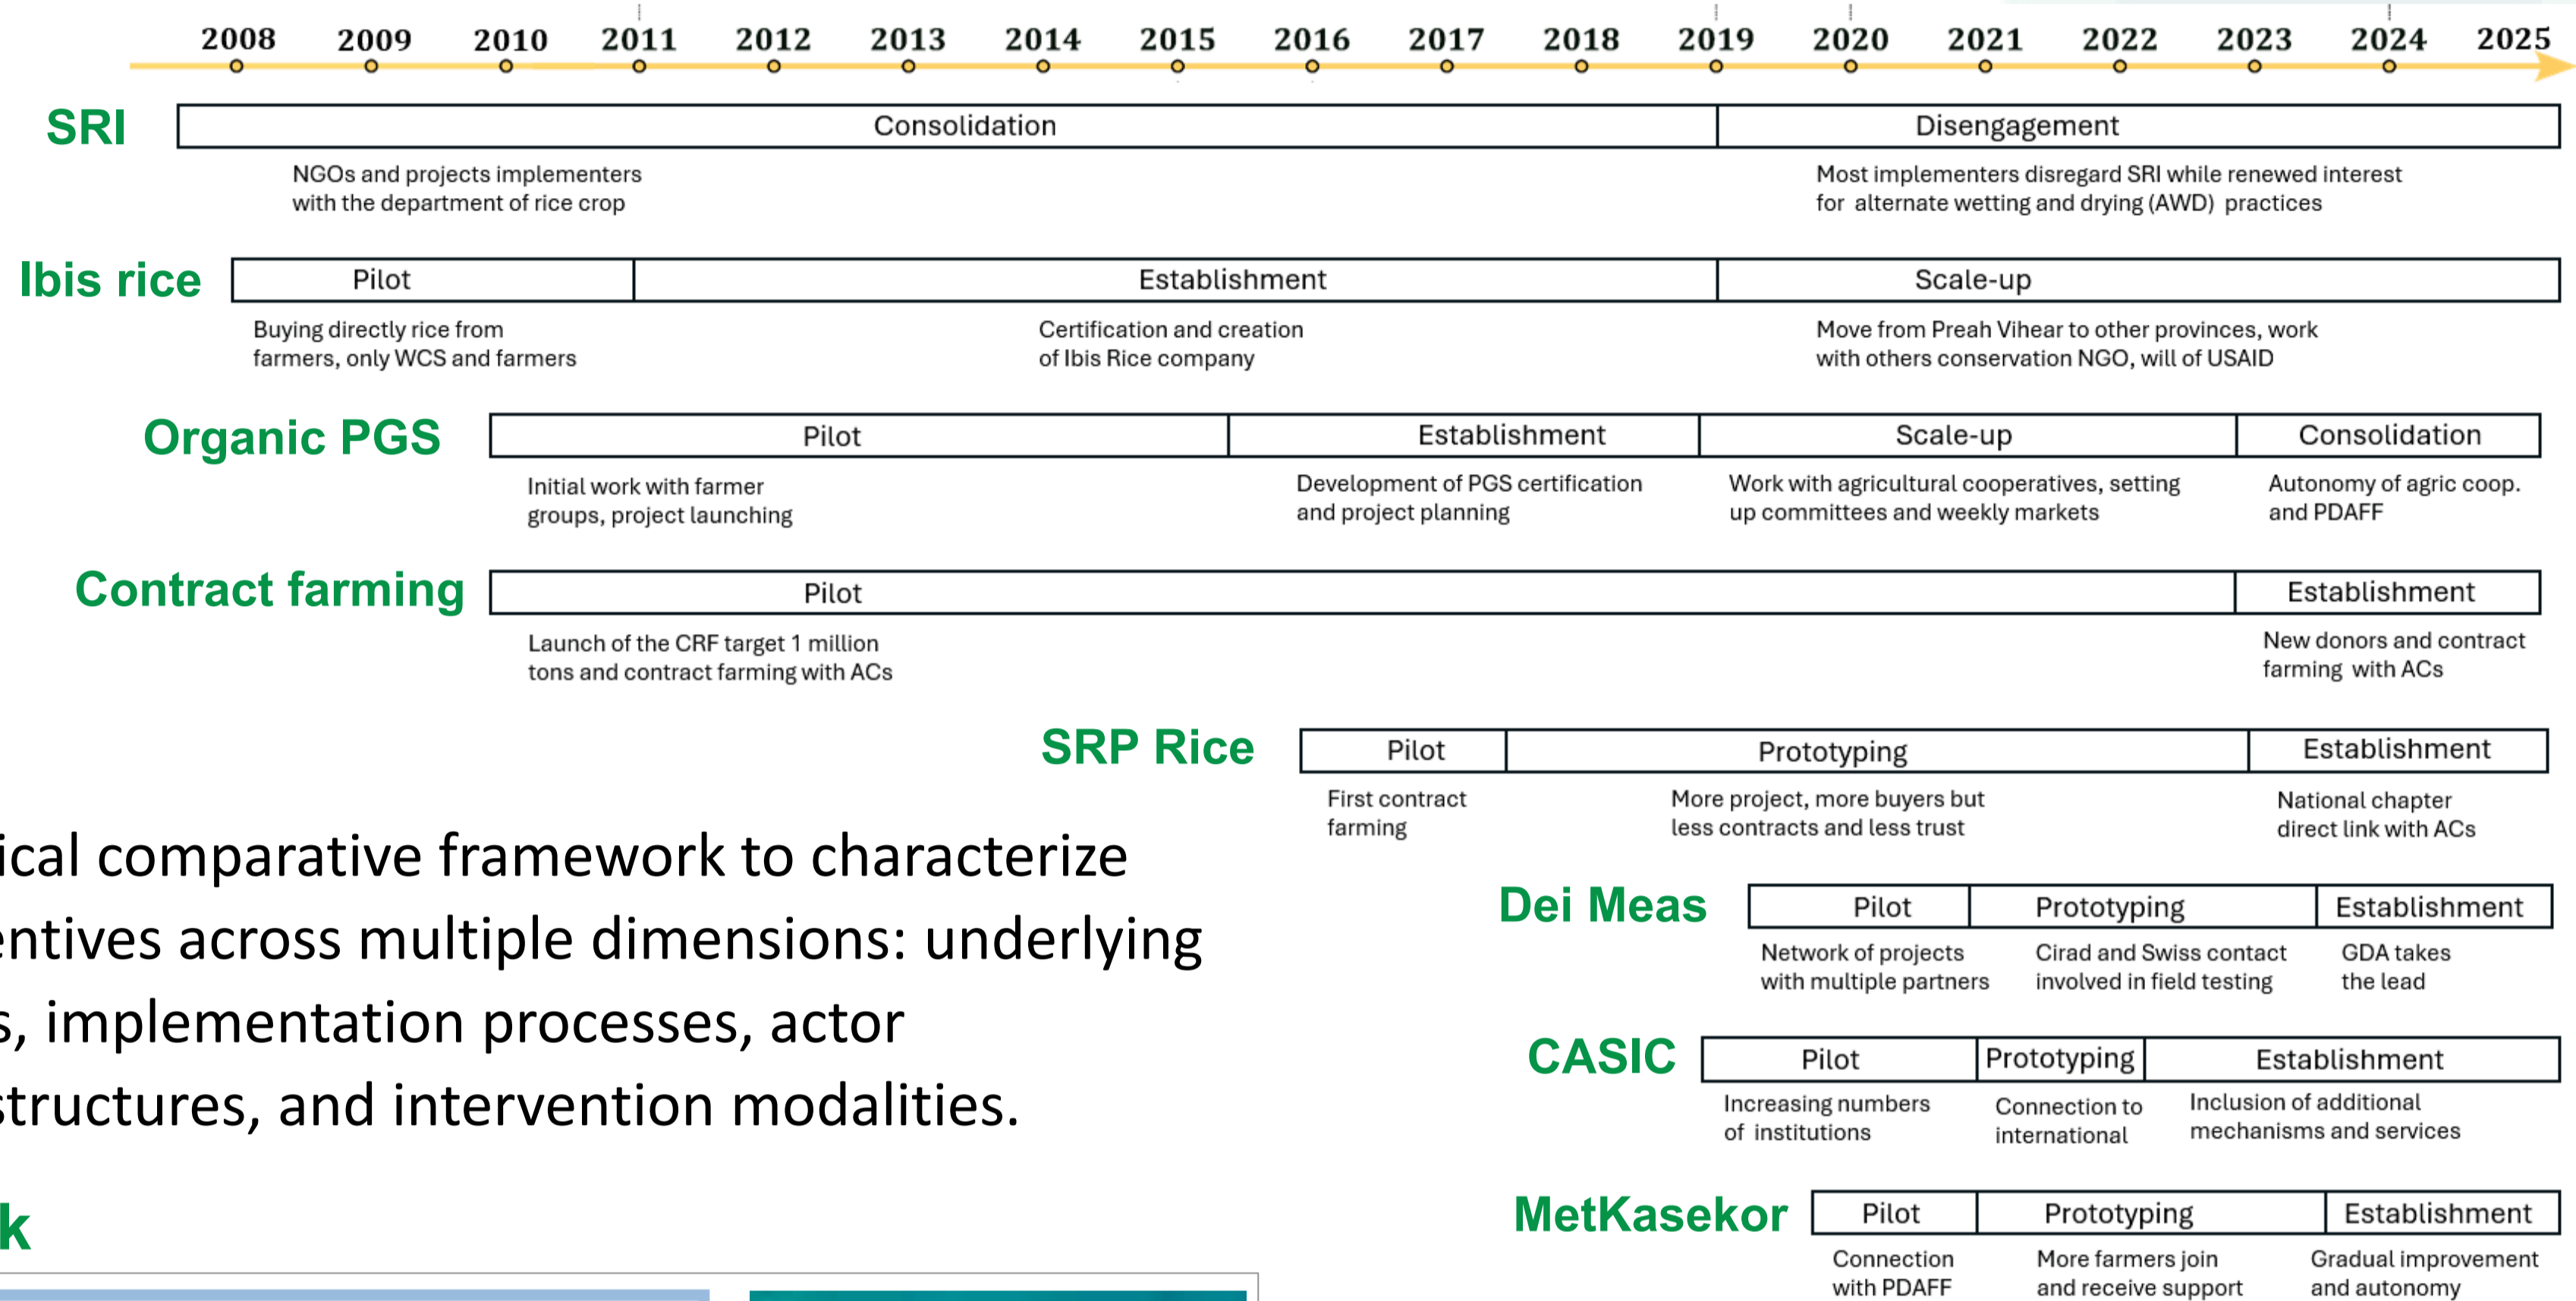 2008 2009 2010 2011 2012 2013 2014 2015 2016 2017 2018 2019 2020 2021 2022 2023 2024 2025
SRI
Consolidation
Disengagement
NGOs and projects implementers
with the department of rice crop
Most implementers disregard SRI while renewed interest
for alternate wetting and drying (AWD) practices
Ibis rice
Pilot
Establishment
Scale-up
Buying directly rice from
farmers, only WCS and farmers
Certification and creation
of Ibis Rice company
Move from Preah Vihear to other provinces, work
with others conservation NGO, will of USAID
Organic PGS
Pilot
Establishment
Scale-up
Consolidation
Initial work with farmer
groups, project launching
Development of PGS certification
and project planning
Work with agricultural cooperatives, setting
up committees and weekly markets
Autonomy of agric coop.
and PDAFF
Contract farming
Pilot
Establishment
Launch of the CRF target 1 million
tons and contract farming with ACs
New donors and contract
farming with ACs
SRP Rice
Pilot
Prototyping
Establishment
First contract
farming
More project, more buyers but
less contracts and less trust
National chapter
direct link with ACs
ical comparative framework to characterize
entives across multiple dimensions: underlying
s, implementation processes, actor
structures, and intervention modalities.
Dei Meas
Pilot
Prototyping
Establishment
Network of projects
with multiple partners
Cirad and Swiss contact
involved in field testing
GDA takes
the lead
CASIC
Pilot
Prototyping
Establishment
Increasing numbers
of institutions
Connection to
international
Inclusion of additional
mechanisms and services
k
MetKasekor
Pilot
Prototyping
Establishment
Connection
with PDAFF
More farmers join
and receive support
Gradual improvement
and autonomy